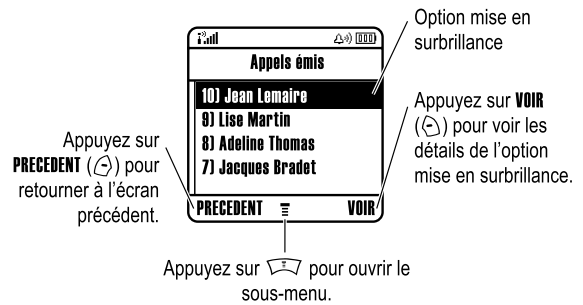 Option mise en
surbrillance
Appels émis
10) Jean Lemaire
9) Lise Martin
8) Adeline Thomas
7) Jacques Bradet
PRECEDENT VOIR
Appuyez sur VOIR
( ) pour voir les
détails de l'option
mise en surbrillance.
Appuyez sur
PRECEDENT ( ) pour
retourner à l'écran
précédent.
Appuyez sur pour ouvrir le
sous-menu.